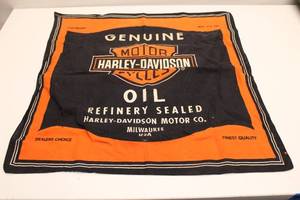 GENUINE
MOTOR
HARLEY-DAVIDSON
CYCLES
OIL
REFINERY SEALED
HARLEY-DAVIDSON MOTOR CO.
MILWAUKEE
USA
DEALERS CHOICE
FINEST QUALITY